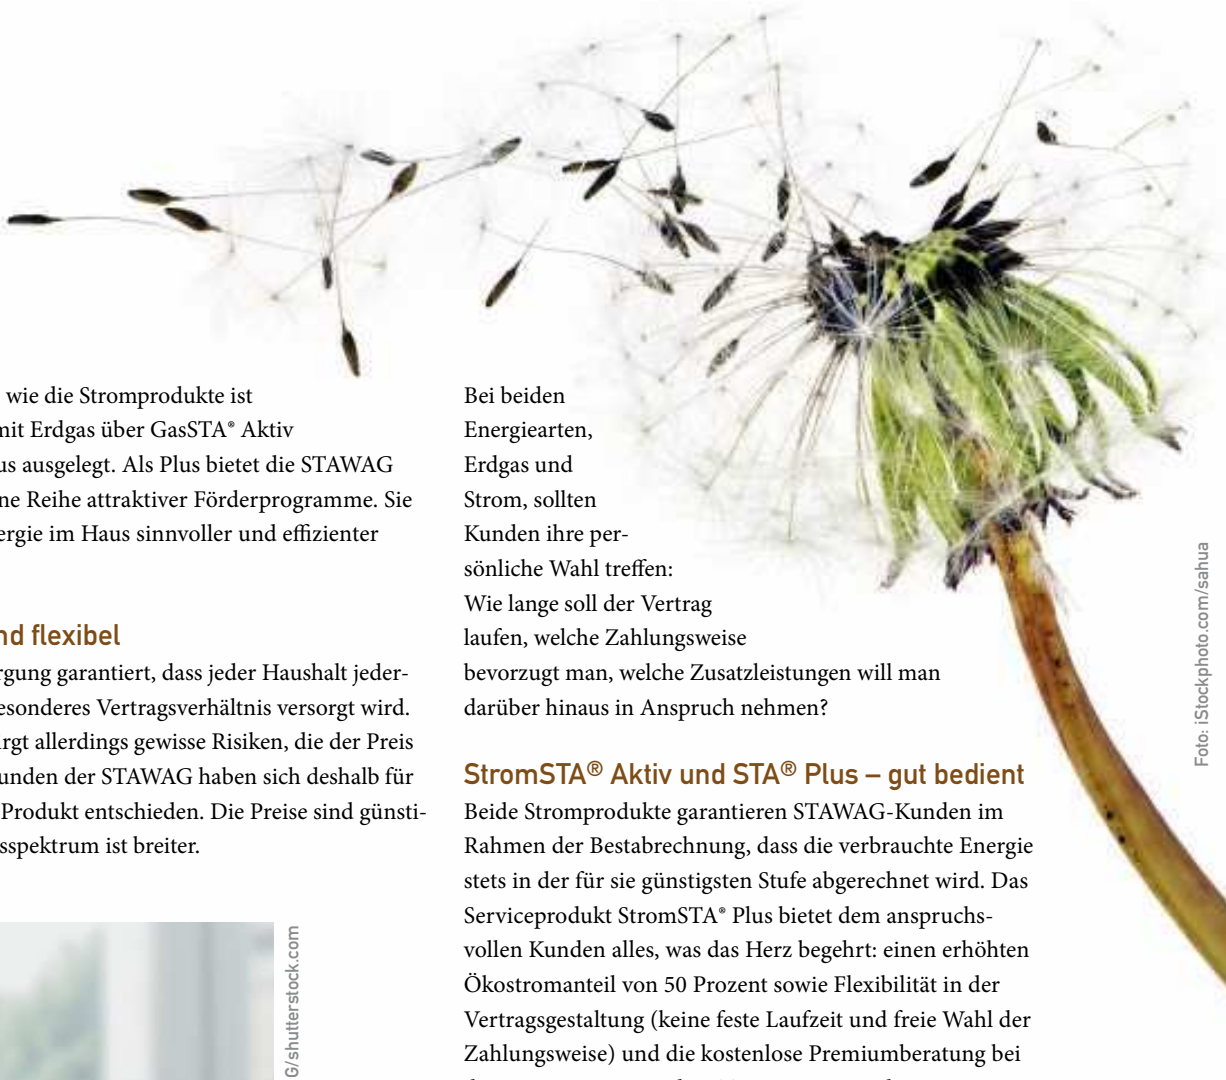 wie die Stromprodukte ist
mit Erdgas über GasSTA® Aktiv
us ausgelegt. Als Plus bietet die STAWAG
ne Reihe attraktiver Förderprogramme. Sie
ergie im Haus sinnvoller und effizienter
nd flexibel
rgung garantiert, dass jeder Haushalt jeder-
esonderes Vertragsverhältnis versorgt wird.
rgt allerdings gewisse Risiken, die der Preis
unden der STAWAG haben sich deshalb für
Produkt entschieden. Die Preise sind günsti-
sspektrum ist breiter.
G/shutterstock.com
Bei beiden
Energiearten,
Erdgas und
Strom, sollten
Kunden ihre per-
sönliche Wahl treffen:
Wie lange soll der Vertrag
laufen, welche Zahlungsweise
bevorzugt man, welche Zusatzleistungen will man
darüber hinaus in Anspruch nehmen?
StromSTA® Aktiv und STA® Plus – gut bedient
Beide Stromprodukte garantieren STAWAG-Kunden im
Rahmen der Bestabrechnung, dass die verbrauchte Energie
stets in der für sie günstigsten Stufe abgerechnet wird. Das
Serviceprodukt StromSTA® Plus bietet dem anspruchs-
vollen Kunden alles, was das Herz begehrt: einen erhöhten
Ökostromanteil von 50 Prozent sowie Flexibilität in der
Vertragsgestaltung (keine feste Laufzeit und freie Wahl der
Zahlungsweise) und die kostenlose Premiumberatung bei
Foto: iStockphoto.com/sahua